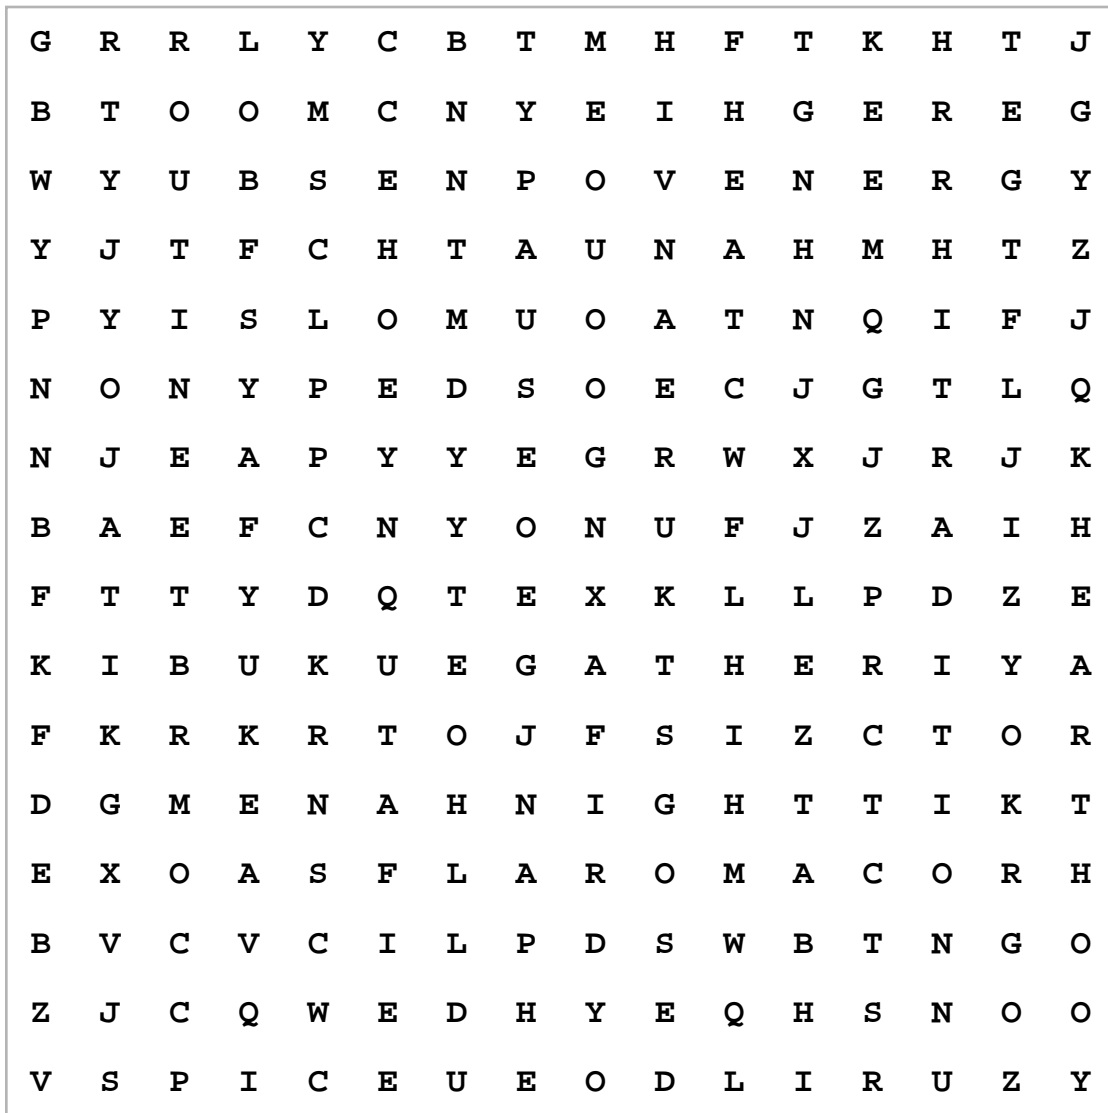 G R R L Y C B T M H F T K H T J
B T O O M C N Y E I H G E R E G
W Y U B S E N P O V E N E R G Y
Y J T F C H T A U N A H M H T Z
P Y I S L O M U O A T N Q I F J
N O N Y P E D S O E C J G T L Q
N J E A P Y Y E G R W X J R J K
B A E F C N Y O N U F J Z A I H
F T T Y D Q T E X K L L P D Z E
K I B U K U E G A T H E R I Y A
F K R K R T O J F S I Z C T O R
D G M E N A H N I G H T T I K T
E X O A S F L A R O M A C O R H
B V C V C I L P D S W B T N G O
Z J C Q W E D H Y E Q H S N O O
V S P I C E U E O D L I R U Z Y